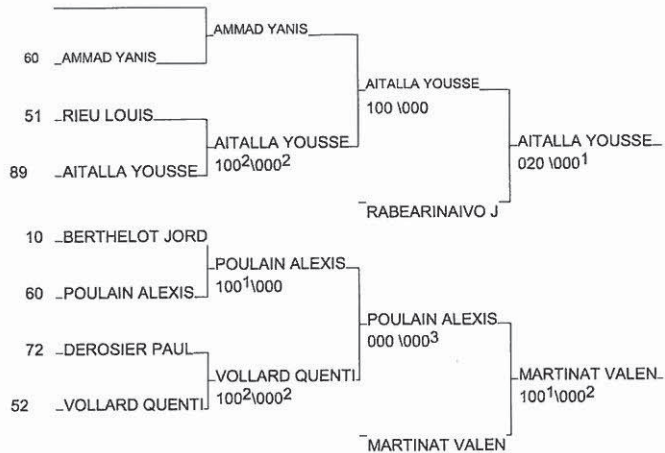 AMMAD YANIS
60 AMMAD YANIS
AITALLA YOUSSE
100 \000
51 RIEU LOUIS
AITALLA YOUSSE
100²\000²
AITALLA YOUSSE
020 \000¹
89 AITALLA YOUSSE
RABEARINAIVO J
10 BERTHELOT JORD
POULAIN ALEXIS
100¹\000
60 POULAIN ALEXIS
POULAIN ALEXIS
000 \000³
72 DEROSIER PAUL
VOLLARD QUENTI
100²\000²
MARTINAT VALEN
100¹\000²
52 VOLLARD QUENTI
MARTINAT VALEN